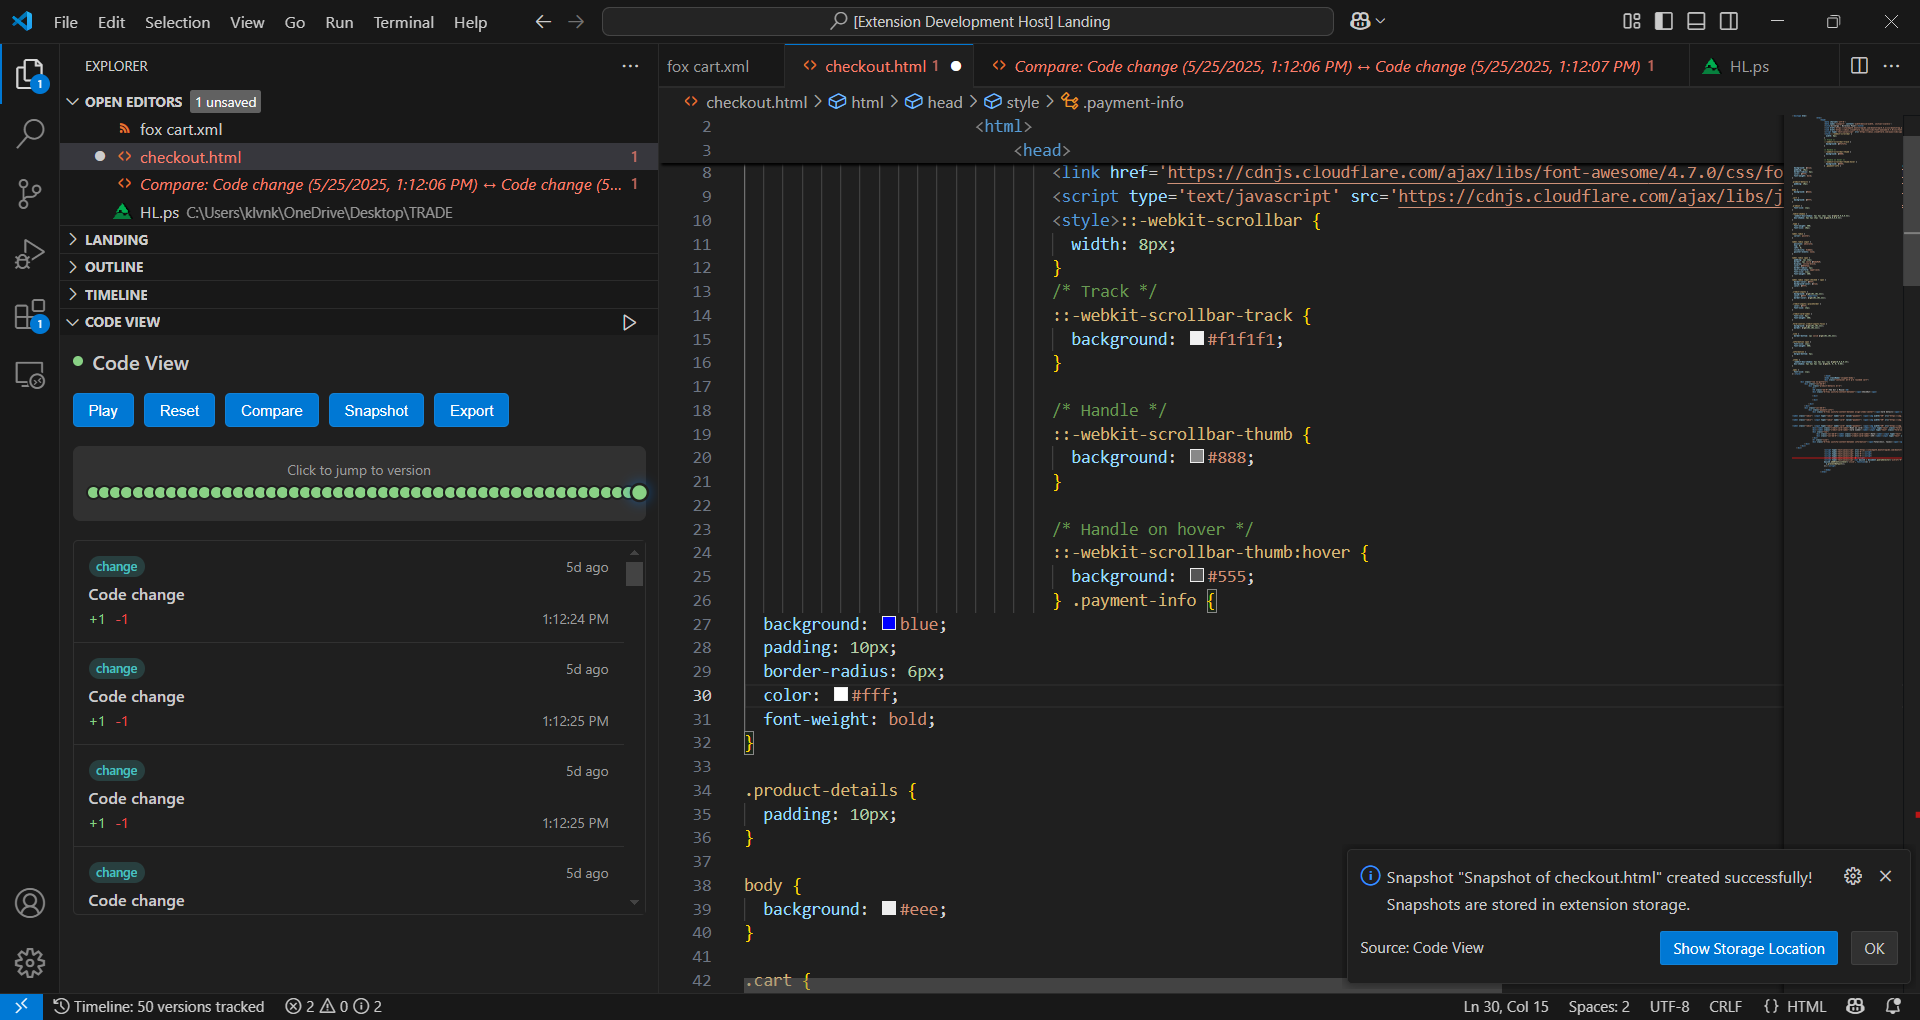 File Edit Selection View Go Run Terminal Help
[Extension Development Host] Landing
EXPLORER
OPEN EDITORS 1 unsaved
fox cart.xml
checkout.html 1
Compare: Code change (5/25/2025, 1:12:06 PM) ↔ Code change (5... 1
HL.ps C:\Users\klvnk\OneDrive\Desktop\TRADE
LANDING
OUTLINE
TIMELINE
CODE VIEW
Code View
Play Reset Compare Snapshot Export
Click to jump to version
change 5d ago
Code change
+1 -1 1:12:24 PM
change 5d ago
Code change
+1 -1 1:12:25 PM
change 5d ago
Code change
+1 -1 1:12:25 PM
change 5d ago
Code change
fox cart.xml checkout.html 1 Compare: Code change (5/25/2025, 1:12:06 PM) ↔ Code change (5/25/2025, 1:12:07 PM) 1 HL.ps
checkout.html > html > head > style > .payment-info
2 <html>
3 <head>
8 <link href='https://cdnjs.cloudflare.com/ajax/libs/font-awesome/4.7.0/css/fo
9 <script type='text/javascript' src='https://cdnjs.cloudflare.com/ajax/libs/j
10 <style>::-webkit-scrollbar {
11 width: 8px;
12 }
13 /* Track */
14 ::-webkit-scrollbar-track {
15 background: #f1f1f1;
16 }
17
18 /* Handle */
19 ::-webkit-scrollbar-thumb {
20 background: #888;
21 }
22
23 /* Handle on hover */
24 ::-webkit-scrollbar-thumb:hover {
25 background: #555;
26 } .payment-info {
27 background: blue;
28 padding: 10px;
29 border-radius: 6px;
30 color: #fff;
31 font-weight: bold;
32 }
33
34 .product-details {
35 padding: 10px;
36 }
37
38 body {
39 background: #eee;
40 }
41
42 .cart {
Snapshot "Snapshot of checkout.html" created successfully!
Snapshots are stored in extension storage.
Source: Code View
Show Storage Location OK
Timeline: 50 versions tracked 2 0 2
Ln 30, Col 15 Spaces: 2 UTF-8 CRLF {} HTML
1
1